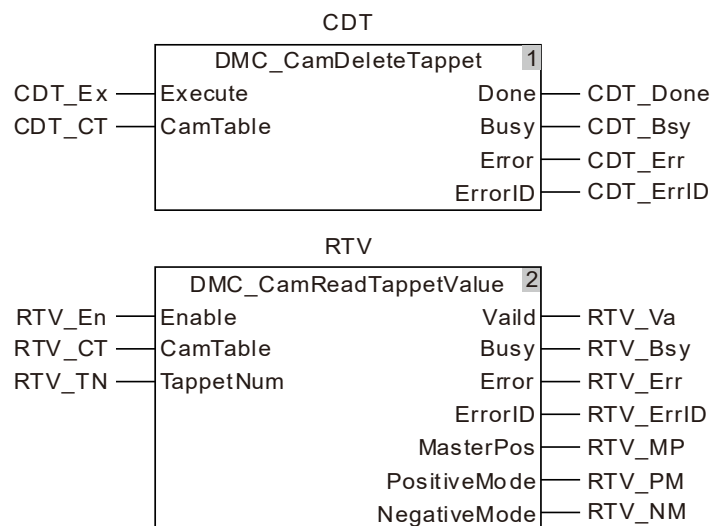 CDT
DMC_CamDeleteTappet 1
CDT_Ex Execute Done CDT_Done
CDT_CT CamTable Busy CDT_Bsy
Error CDT_Err
ErrorID CDT_ErrID
RTV
DMC_CamReadTappetValue 2
RTV_En Enable Vaild RTV_Va
RTV_CT CamTable Busy RTV_Bsy
RTV_TN TappetNum Error RTV_Err
ErrorID RTV_ErrID
MasterPos RTV_MP
PositiveMode RTV_PM
NegativeMode RTV_NM